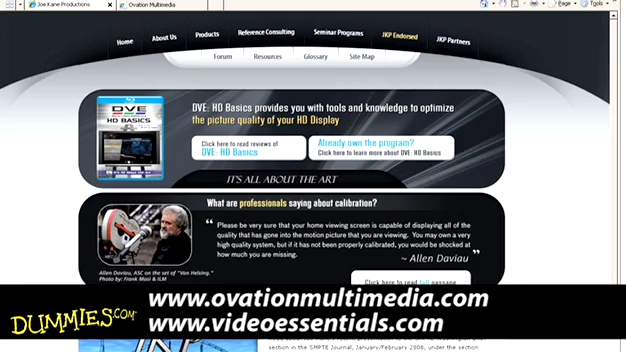 Joe Kane Productions
Ovation Multimedia
Page
Tools
Home
About Us
Products
Reference Consulting
Seminar Programs
JKP Endorsed
JKP Partners
Forum
Resources
Glossary
Site Map
DVE
HD BASICS
DVE: HD Basics provides you with tools and knowledge to optimize
the picture quality of your HD Display
Click here to read reviews of
DVE: HD Basics
Already own the program?
Click here to learn more about DVE: HD Basics
IT'S ALL ABOUT THE ART
What are professionals saying about calibration?
“ Please be very sure that your home viewing screen is capable of displaying all of the
quality that has gone into the motion picture that you are viewing. You may own a very
high quality system, but if it has not been properly calibrated, you would be shocked at
how much you are missing. ”
~ Allen Daviau
Allen Daviau, ASC on the set of "Van Helsing."
Photo by: Frank Masi & ILM
Click here to read full passage
www.ovationmultimedia.com
DUMMIES.COM
www.videoessentials.com
section in the SMPTE Journal, January/February 2008, under the section